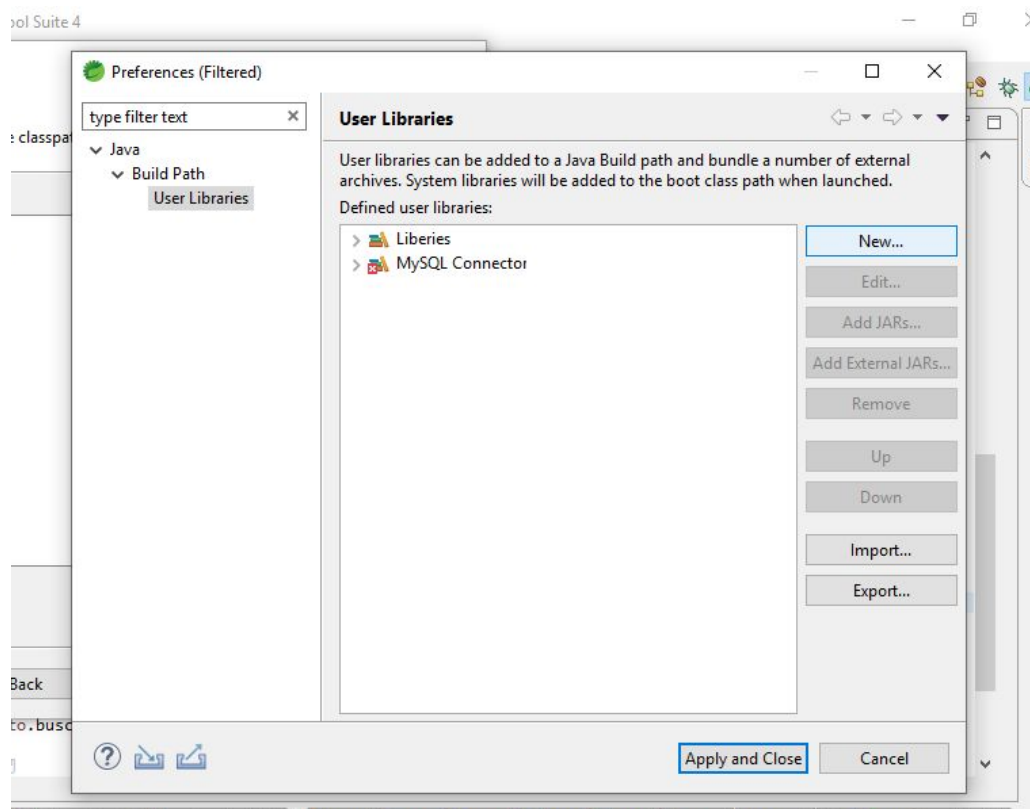 ool Suite 4
Preferences (Filtered)
type filter text
User Libraries
Java
Build Path
User Libraries
User libraries can be added to a Java Build path and bundle a number of external
archives. System libraries will be added to the boot class path when launched.
Defined user libraries:
Liberies
MySQL Connector
New...
Edit...
Add JARs...
Add External JARs...
Remove
Up
Down
Import...
Export...
Apply and Close
Cancel
classpat
Back
to.busc